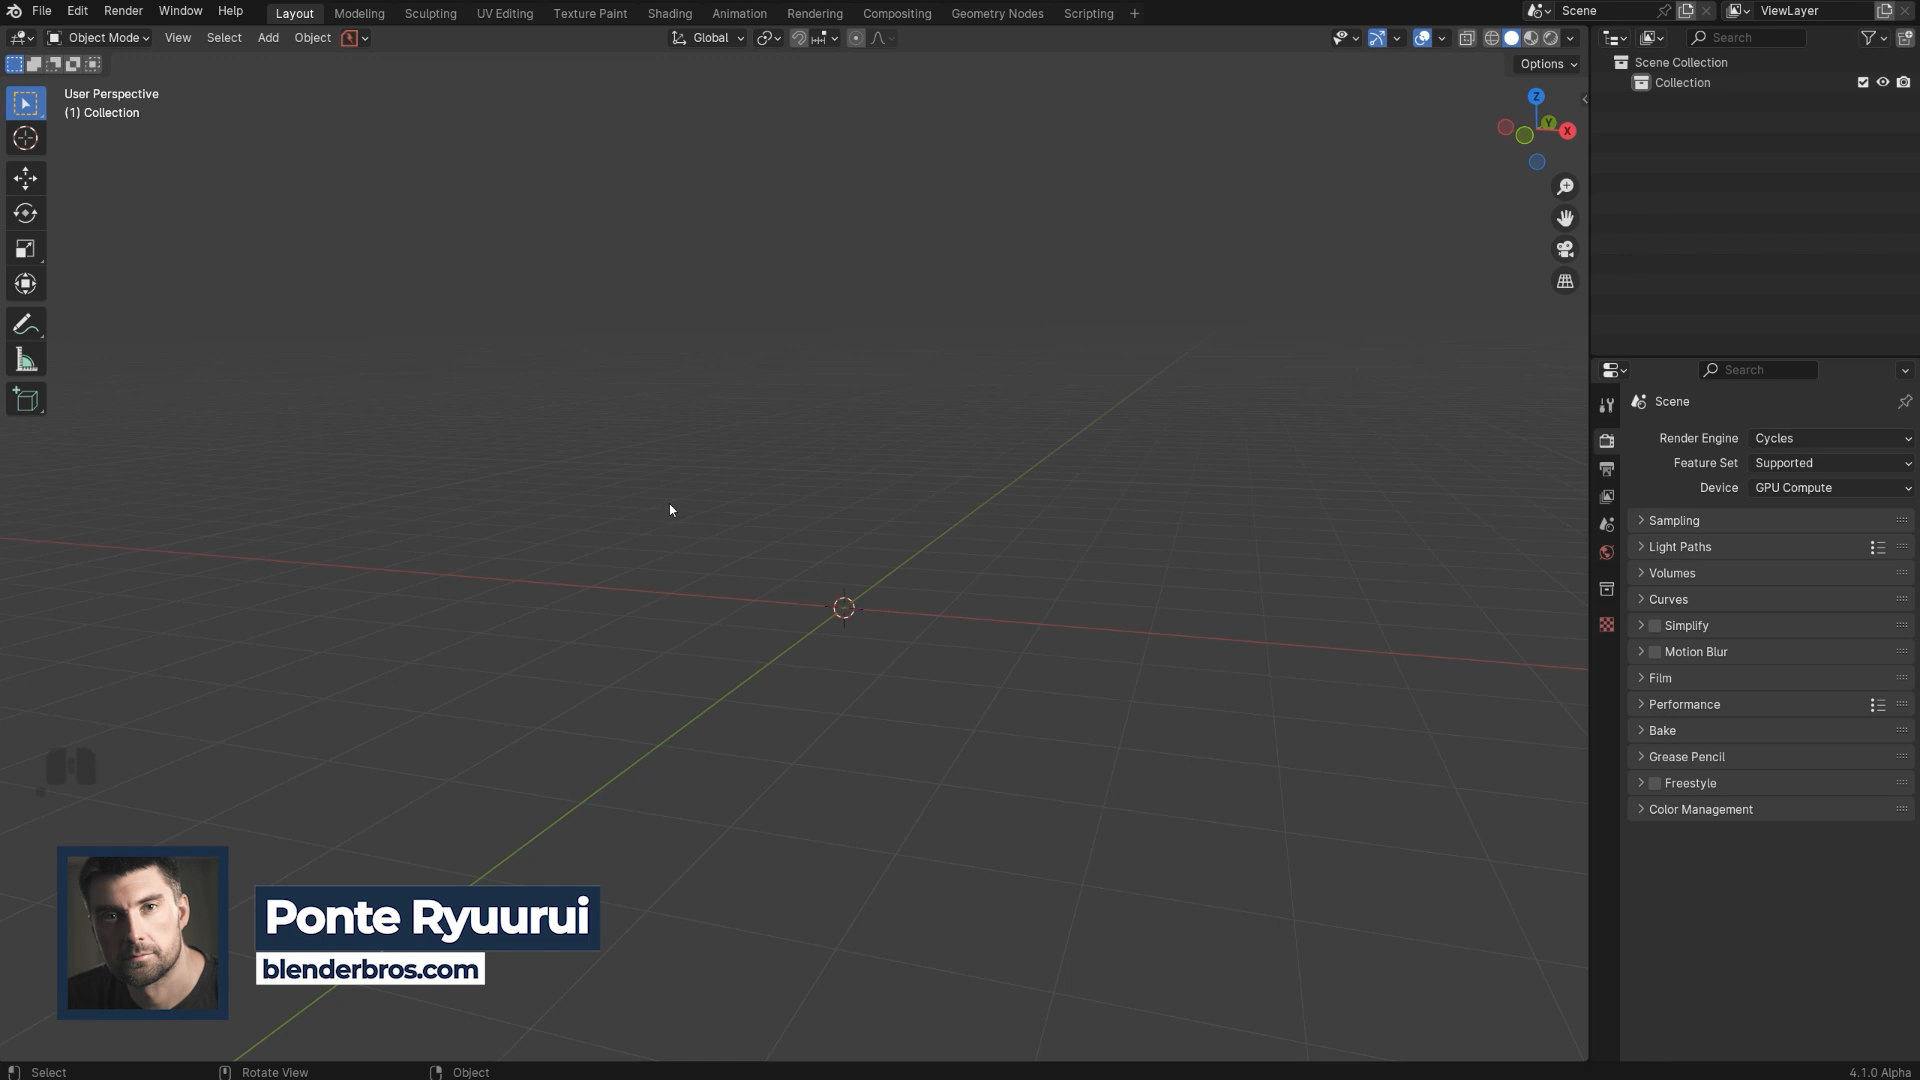 File Edit Render Window Help Layout Modeling Sculpting UV Editing Texture Paint Shading Animation Rendering Compositing Geometry Nodes Scripting + Scene ViewLayer
Object Mode View Select Add Object Global Search
Options
User Perspective
(1) Collection
Z
Y
X
Scene Collection
Collection
Search
Scene
Render Engine Cycles
Feature Set Supported
Device GPU Compute
Sampling
Light Paths
Volumes
Curves
Simplify
Motion Blur
Film
Performance
Bake
Grease Pencil
Freestyle
Color Management
Ponte Ryuurui
blenderbros.com
Select Rotate View Object 4.1.0 Alpha